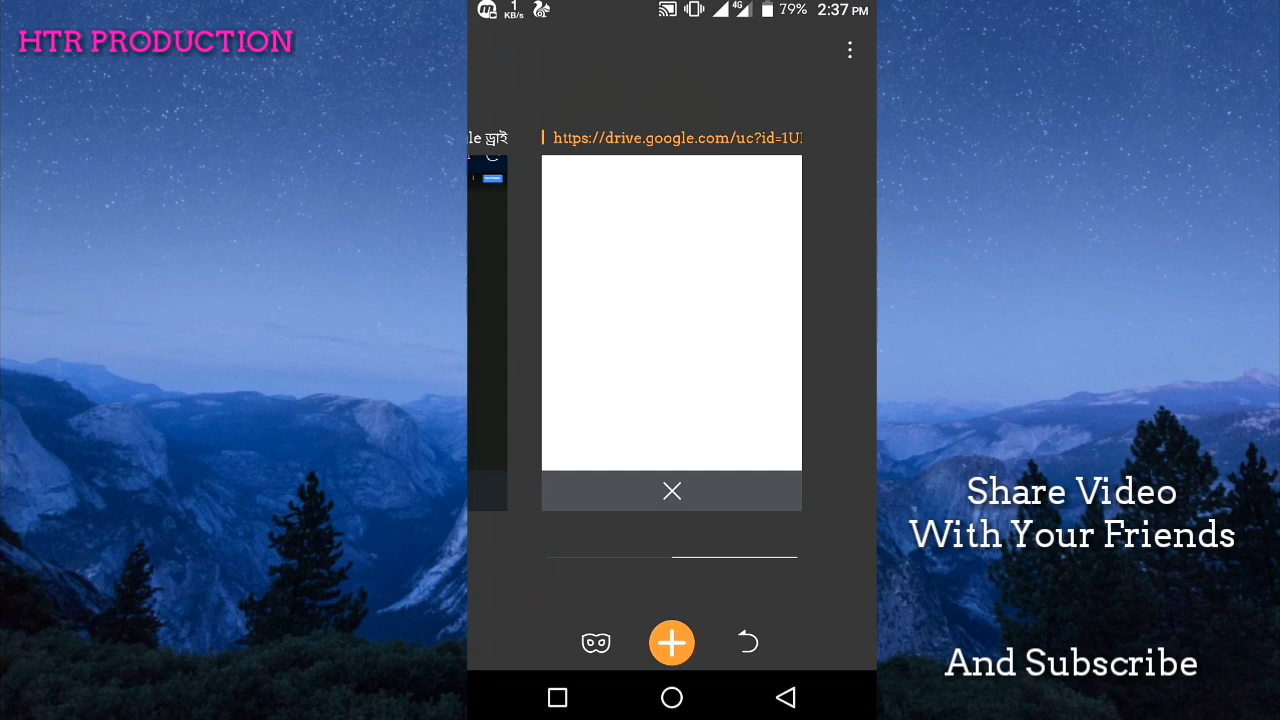 HTR PRODUCTION
1
KB/s
4G
79%
2:37 PM
le ড্রাই
https://drive.google.com/uc?id=1U
Share Video
With Your Friends
And Subscribe